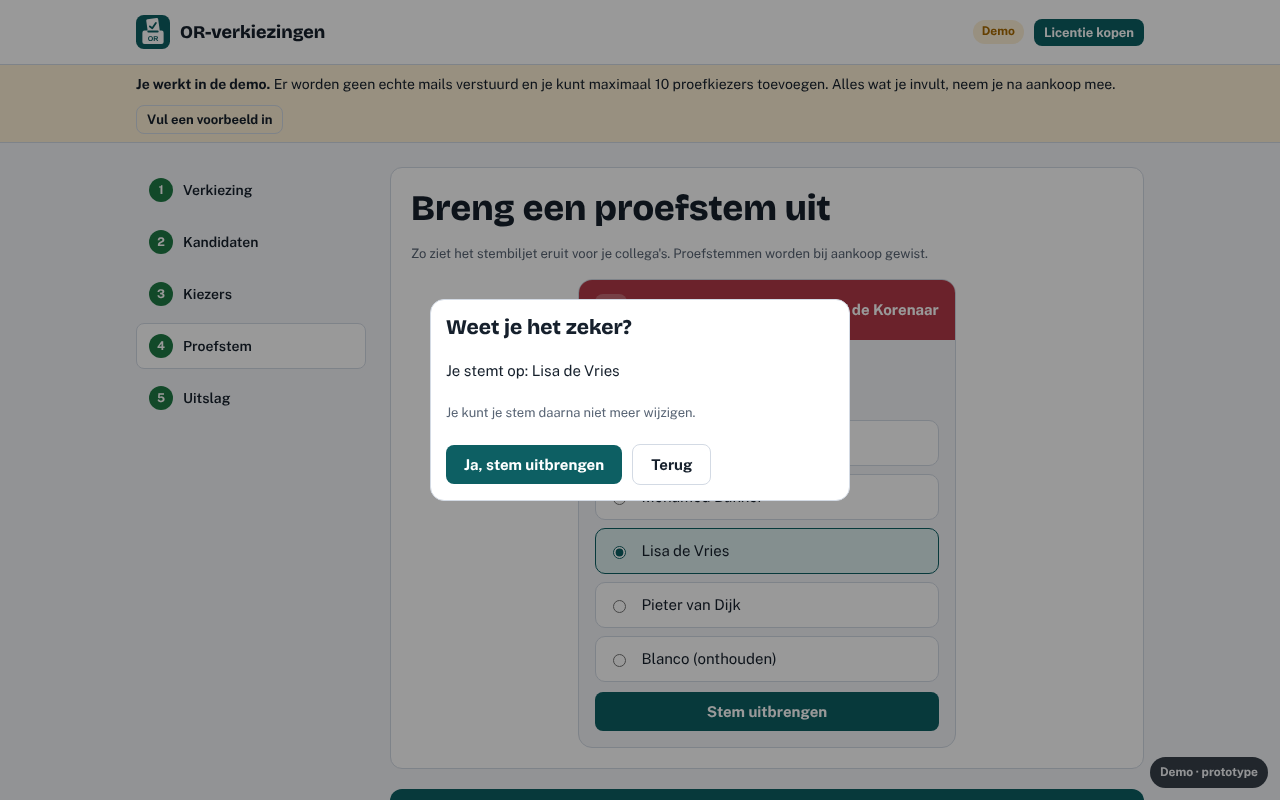 OR
OR-verkiezingen
Demo
Licentie kopen
Je werkt in de demo. Er worden geen echte mails verstuurd en je kunt maximaal 10 proefkiezers toevoegen. Alles wat je invult, neem je na aankoop mee.
Vul een voorbeeld in
1 Verkiezing
2 Kandidaten
3 Kiezers
4 Proefstem
5 Uitslag
Breng een proefstem uit
Zo ziet het stembiljet eruit voor je collega's. Proefstemmen worden bij aankoop gewist.
de Korenaar
Weet je het zeker?
Je stemt op: Lisa de Vries
Je kunt je stem daarna niet meer wijzigen.
Ja, stem uitbrengen
Terug
Lisa de Vries
Pieter van Dijk
Blanco (onthouden)
Stem uitbrengen
Demo · prototype